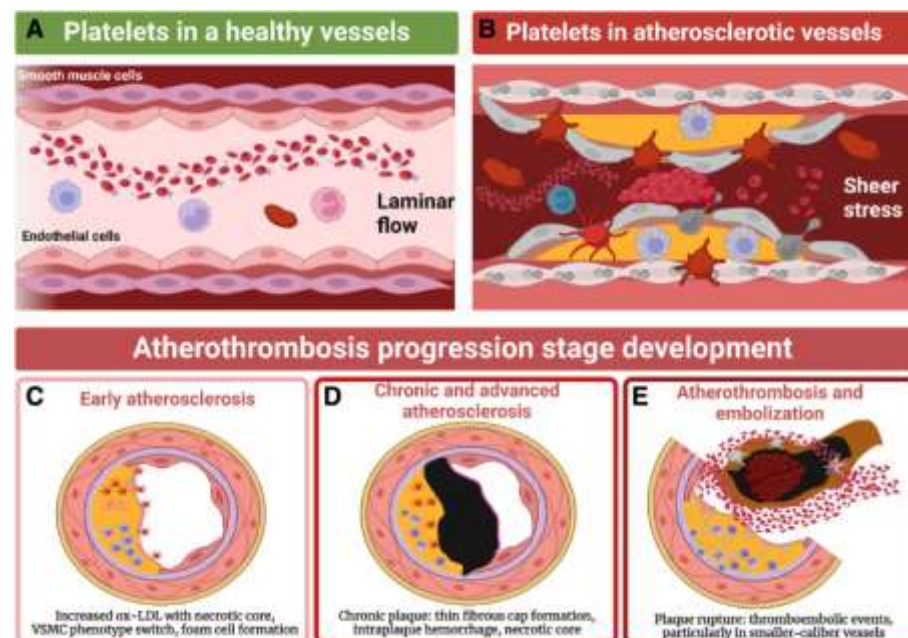 A Platelets in a healthy vessels
B Platelets in atherosclerotic vessels
Smooth muscle cells
Laminar
flow
Endothelial cells
Sheer
stress
Atherothrombosis progression stage development
C Early atherosclerosis
Increased ox-LDL with necrotic core,
VSMC phenotype switch, foam cell formation
D Chronic and advanced
atherosclerosis
Chronic plaque: thin fibrous cap formation,
intraplaque hemorrhage, necrotic core
E Atherothrombosis and
embolization
Plaque rupture: thromboembolic events,
particularly in smaller-caliber vessels